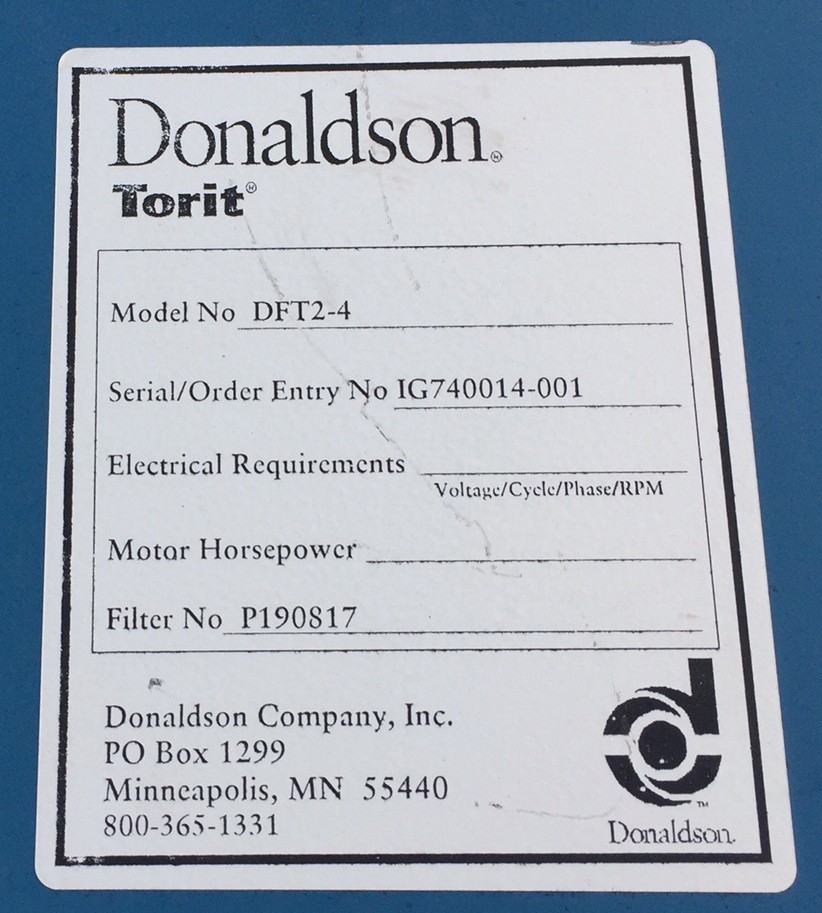 Donaldson®
Torit®
Model No DFT2-4
Serial/Order Entry No IG740014-001
Electrical Requirements
Voltage/Cycle/Phase/RPM
Motor Horsepower
Filter No P190817
Donaldson Company, Inc.
PO Box 1299
Minneapolis, MN 55440
800-365-1331
d
TM
Donaldson.